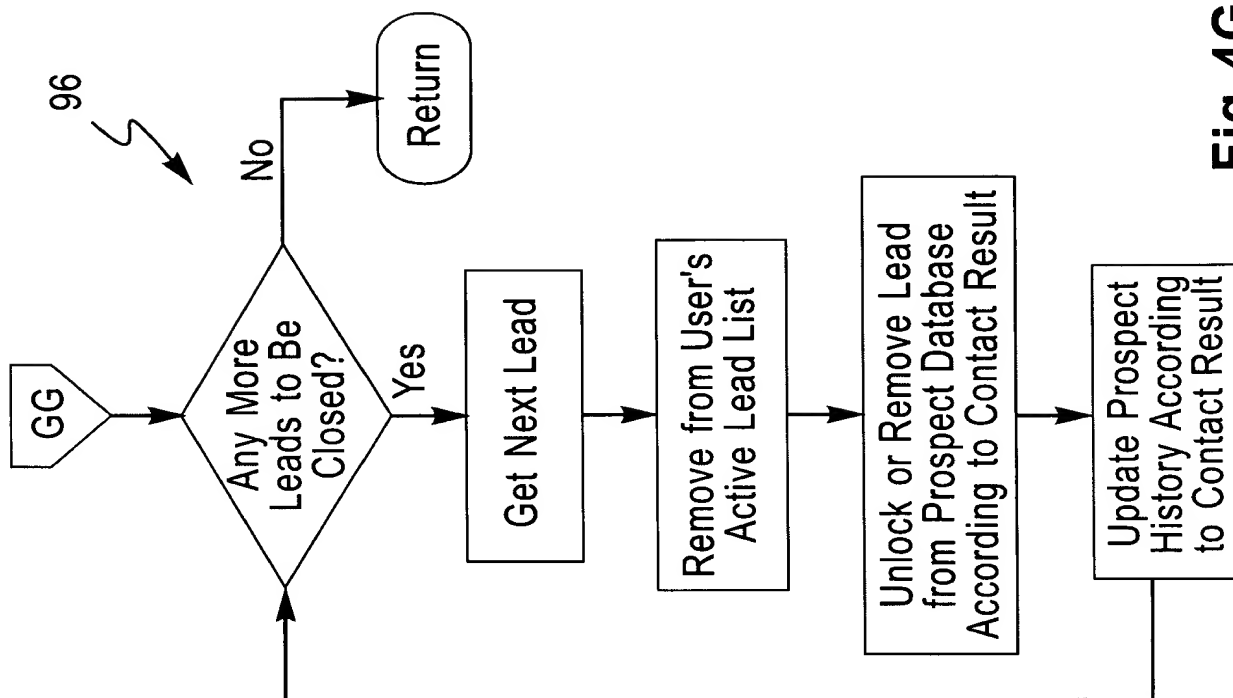 96
GG
Any More
Leads to Be
Closed?
No
Return
Yes
Get Next Lead
Remove from User's
Active Lead List
Unlock or Remove Lead
from Prospect Database
According to Contact Result
Update Prospect
History According
to Contact Result
Fig. 4G